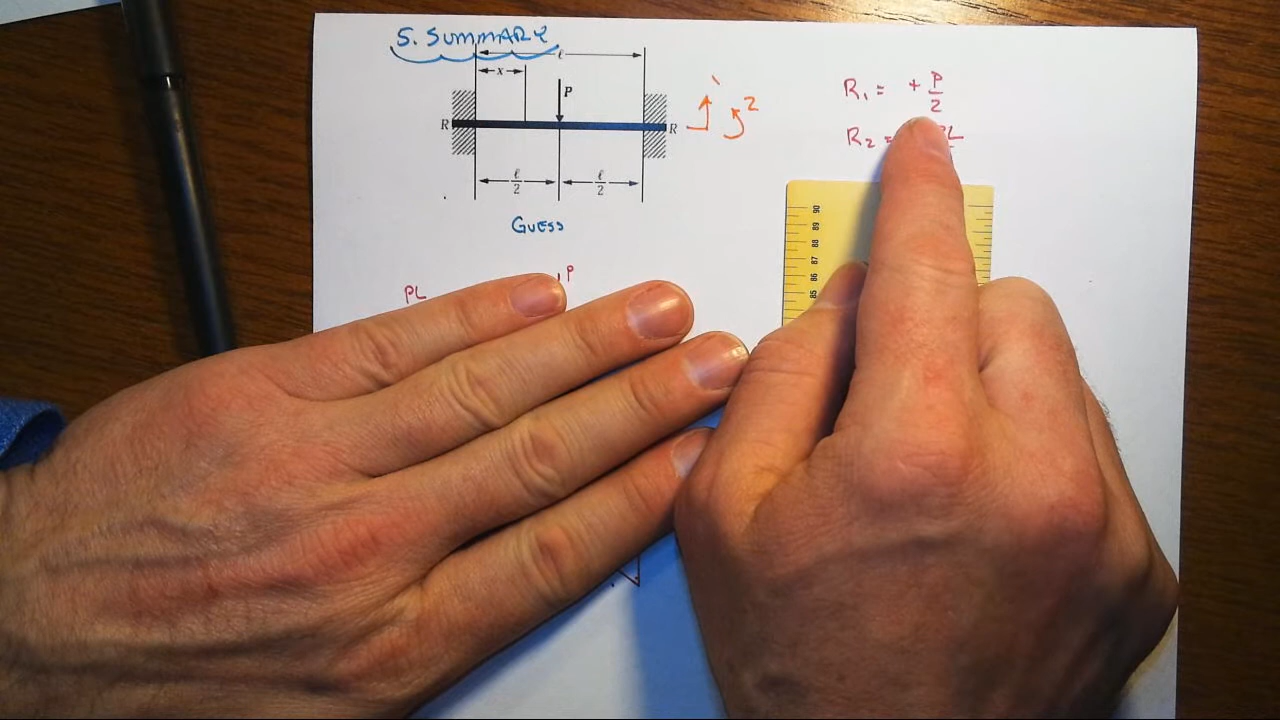 5. SUMMARY
ℓ
x
P
R R
ℓ/2 ℓ/2
1
2
R₁ = + P/2
R₂ =
GUESS
P
PL
90
89
88
87
86
85